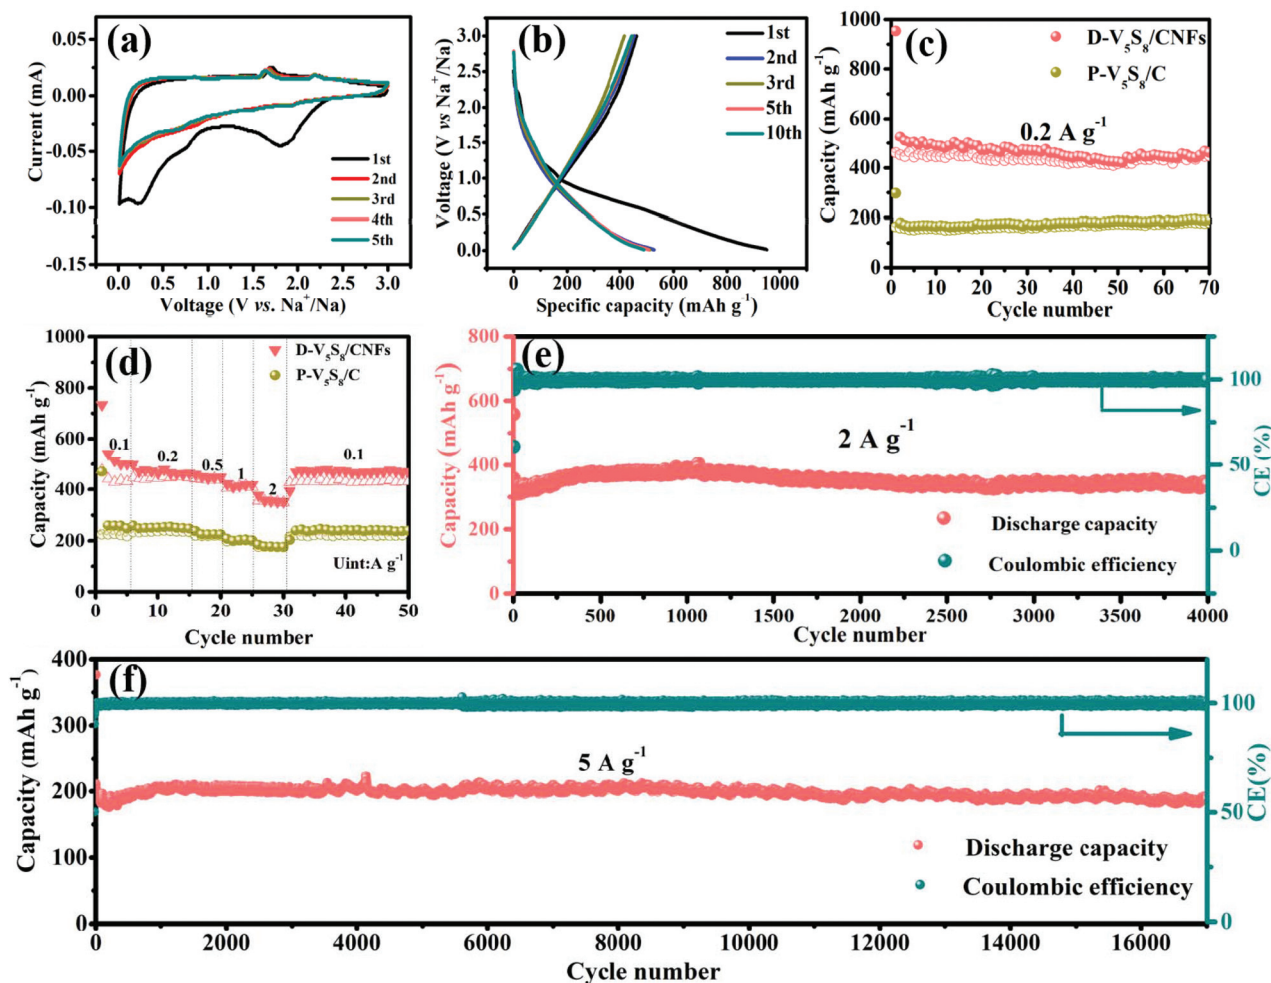 (a)
Current (mA)
0.05
0.00
-0.05
-0.10
-0.15
1st
2nd
3rd
4th
5th
0.0 0.5 1.0 1.5 2.0 2.5 3.0
Voltage (V vs. Na⁺/Na)
(b)
Voltage (V vs Na⁺/Na)
3.0
2.5
2.0
1.5
1.0
0.5
0.0
1st
2nd
3rd
5th
10th
0 200 400 600 800 1000
Specific capacity (mAh g⁻¹)
(c)
Capacity (mAh g⁻¹)
1000
800
600
400
200
0
D-V₅S₈/CNFs
P-V₅S₈/C
0.2 A g⁻¹
0 10 20 30 40 50 60 70
Cycle number
(d)
Capacity (mAh g⁻¹)
1000
800
600
400
200
0
D-V₅S₈/CNFs
P-V₅S₈/C
0.1 0.2 0.5 1 2 0.1
Uint:A g⁻¹
0 10 20 30 40 50
Cycle number
(e)
Capacity (mAh g⁻¹)
800
700
600
500
400
300
200
100
0
2 A g⁻¹
Discharge capacity
Coulombic efficiency
100
50
0
CE (%)
0 500 1000 1500 2000 2500 3000 3500 4000
Cycle number
(f)
Capacity (mAh g⁻¹)
400
350
300
250
200
100
0
5 A g⁻¹
Discharge capacity
Coulombic efficiency
100
50
0
CE(%)
0 2000 4000 6000 8000 10000 12000 14000 16000
Cycle number